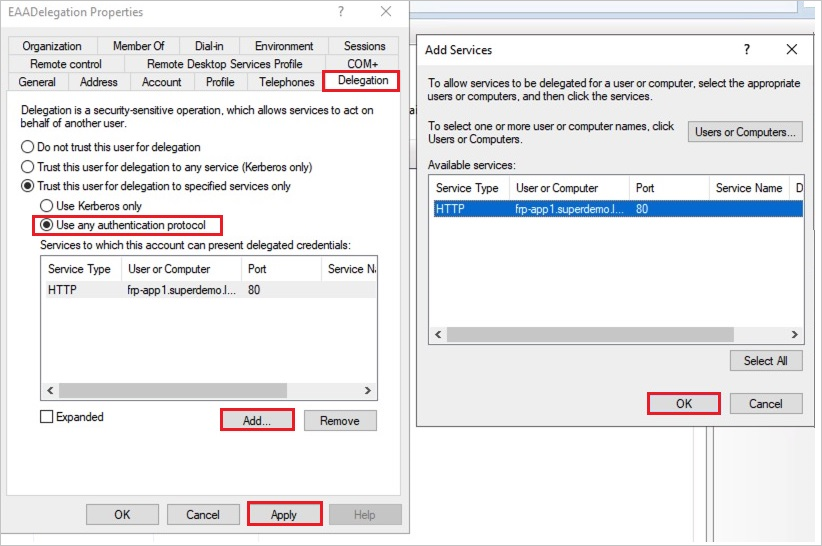 EAADelegation Properties
?
Organization Member Of Dial-in Environment Sessions
Remote control Remote Desktop Services Profile COM+
General Address Account Profile Telephones Delegation
Delegation is a security-sensitive operation, which allows services to act on
behalf of another user.
Do not trust this user for delegation
Trust this user for delegation to any service (Kerberos only)
Trust this user for delegation to specified services only
Use Kerberos only
Use any authentication protocol
Services to which this account can present delegated credentials:
Service Type User or Computer Port Service Na
HTTP frp-app1.superdemo.l... 80
Expanded
Add... Remove
OK Cancel Apply Help
Add Services
?
To allow services to be delegated for a user or computer, select the appropriate
users or computers, and then click the services.
To select one or more user or computer names, click
Users or Computers.
Users or Computers...
Available services:
Service Type User or Computer Port Service Name D
HTTP frp-app1.superdemo.l... 80
Select All
OK Cancel